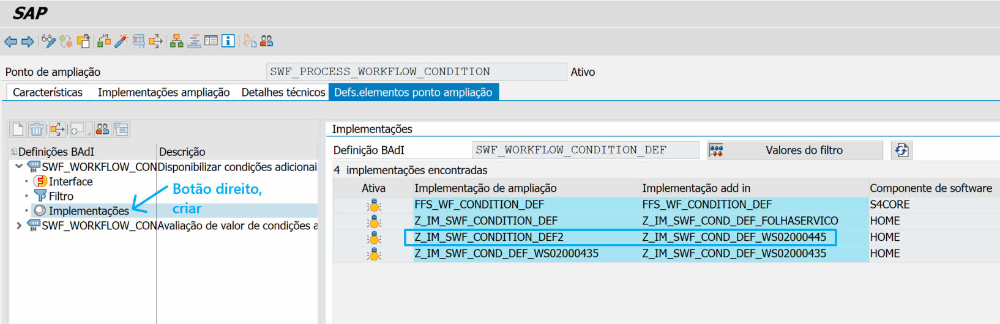 SAP
Ponto de ampliação SWF_PROCESS_WORKFLOW_CONDITION Ativo
Características Implementações ampliação Detalhes técnicos Defs.elementos ponto ampliação
Implementações
Definição BAdI SWF_WORKFLOW_CONDITION_DEF Valores do filtro
Definições BAdI Descrição
SWF_WORKFLOW_CON Disponibilizar condições adicionai
IN
Interface
Filtro
Implementações
SWF_WORKFLOW_CON Avaliação de valor de condições a
IN
Botão direito,
criar
4 implementações encontradas
Ativa Implementação de ampliação Implementação add in Componente de software
FFS_WF_CONDITION_DEF FFS_WF_CONDITION_DEF S4CORE
Z_IM_SWF_CONDITION_DEF Z_IM_SWF_COND_DEF_FOLHASERVICO HOME
Z_IM_SWF_CONDITION_DEF2 Z_IM_SWF_COND_DEF_WS02000445 HOME
Z_IM_SWF_COND_DEF_WS02000435 Z_IM_SWF_COND_DEF_WS02000435 HOME